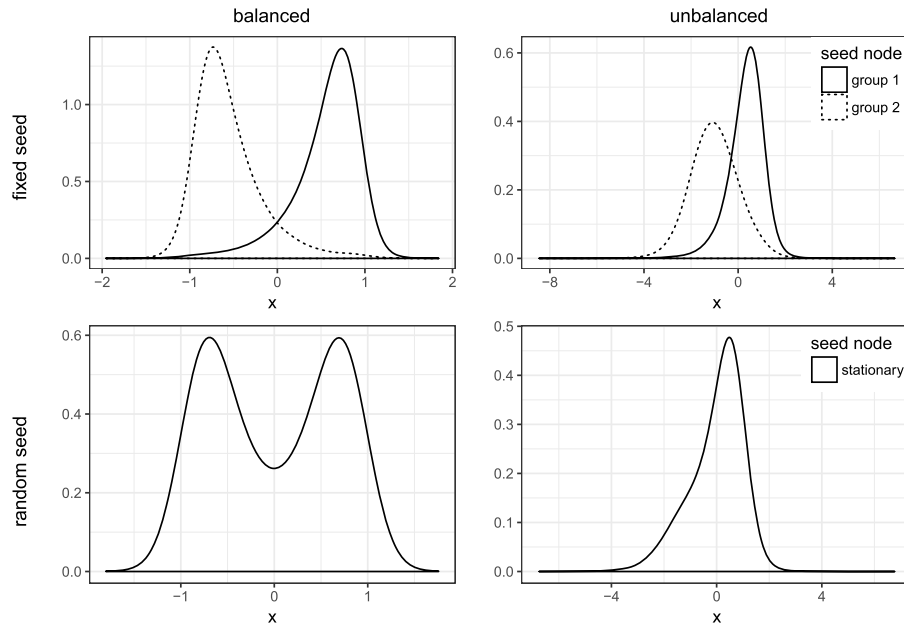 balanced
unbalanced
fixed seed
1.0
0.5
0.0
−2
−1
0
1
2
x
0.6
0.4
0.2
0.0
−8
−4
0
4
x
seed node
group 1
group 2
random seed
0.6
0.4
0.2
0.0
−1
0
1
x
0.5
0.4
0.3
0.2
0.1
0.0
−4
0
4
x
seed node
stationary